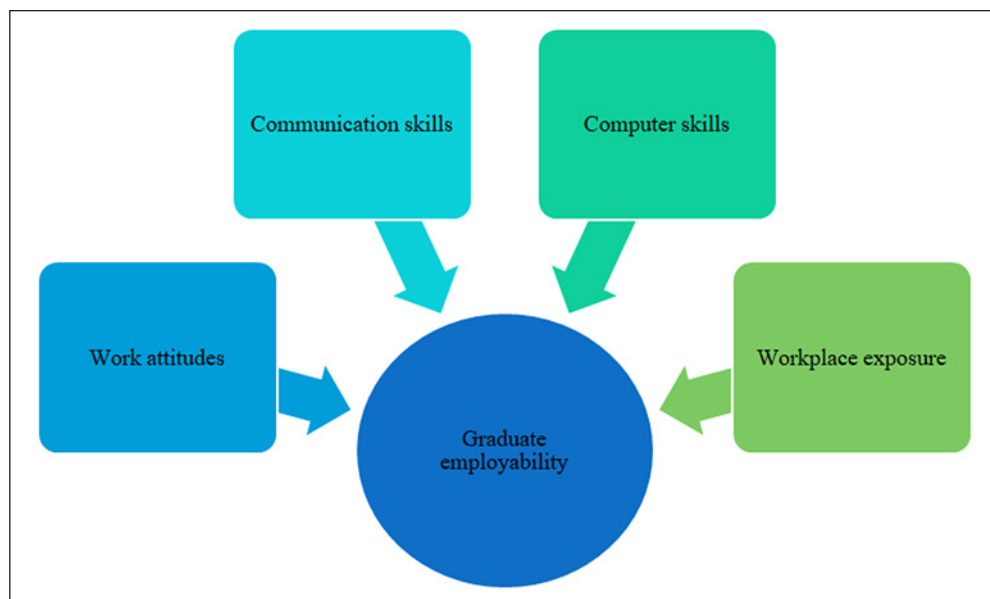 Communication skills
Computer skills
Work attitudes
Workplace exposure
Graduate
employability